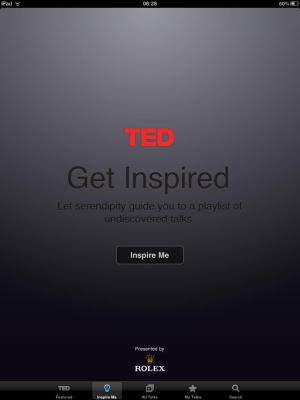 iPad 08:28 60%
TED
Get Inspired
Let serendipity guide you to a playlist of
undiscovered talks
Inspire Me
Presented by
ROLEX
TED
Featured Inspire Me All Talks My Talks Search